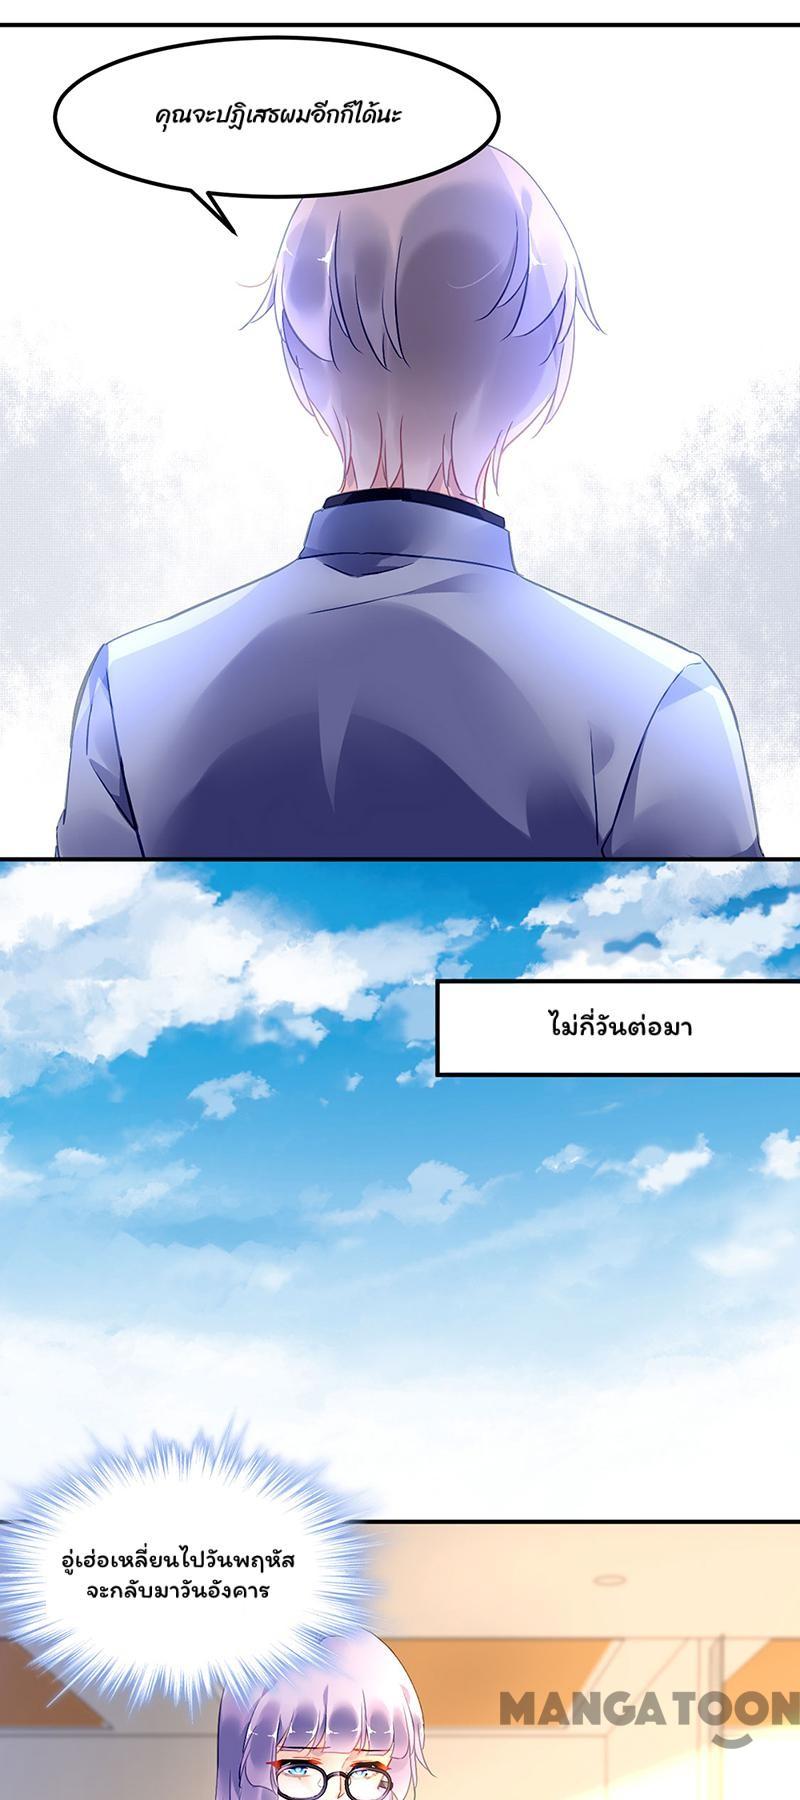 คุณจะปฏิเสธผมอีกก็ได้นะ
ไม่กี่วันต่อมา
อู่เฮ่อเหลี่ยนไปวันพฤหัส
จะกลับมาวันอังคาร
MANGATOON